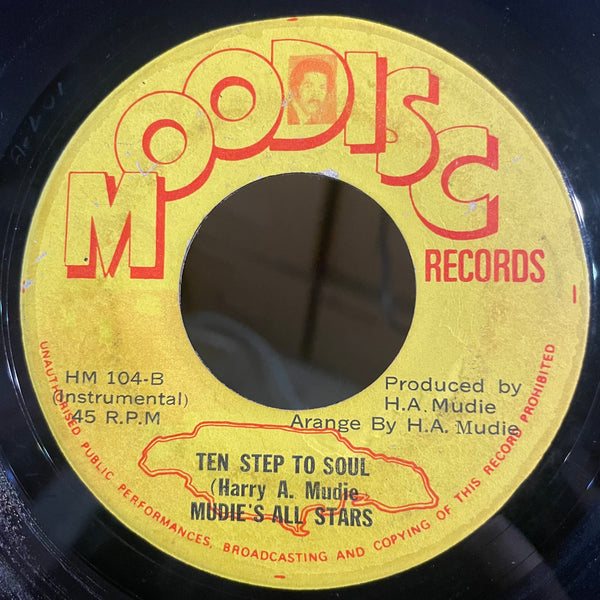 MOODISC
RECORDS
HM 104-B
(Instrumental)
45 R.P.M
Produced by
H.A. Mudie
Arange By H.A. Mudie
TEN STEP TO SOUL
(Harry A. Mudie
MUDIE'S ALL STARS
UNAUTHORISED PUBLIC PERFORMANCES, BROADCASTING AND COPYING OF THIS RECORD PROHIBITED